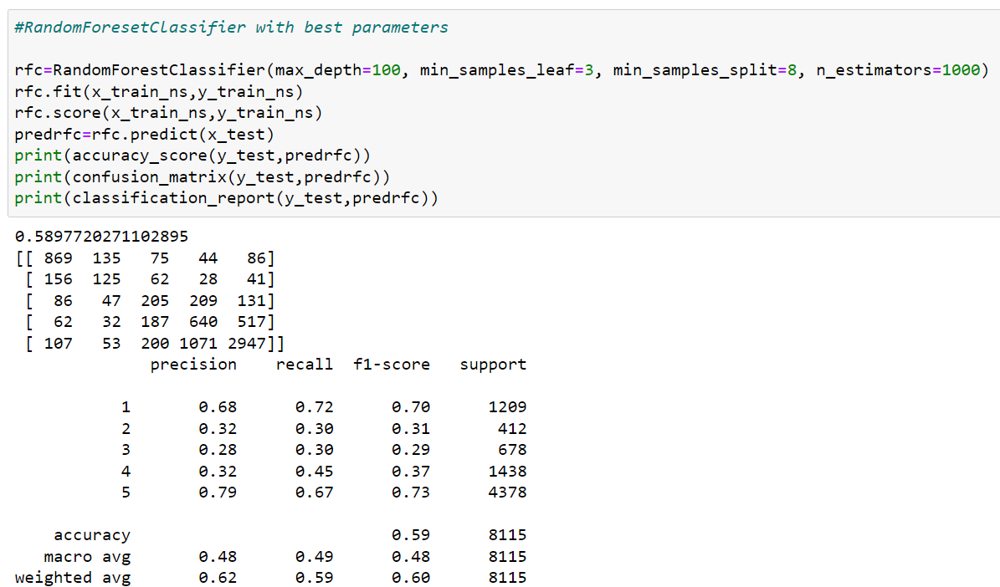 #RandomForesetClassifier with best parameters
rfc=RandomForestClassifier(max_depth=100, min_samples_leaf=3, min_samples_split=8, n_estimators=1000)
rfc.fit(x_train_ns,y_train_ns)
rfc.score(x_train_ns,y_train_ns)
predrfc=rfc.predict(x_test)
print(accuracy_score(y_test,predrfc))
print(confusion_matrix(y_test,predrfc))
print(classification_report(y_test,predrfc))
0.5897720271102895
[[ 869  135   75   44   86]
 [ 156  125   62   28   41]
 [  86   47  205  209  131]
 [  62   32  187  640  517]
 [ 107   53  200 1071 2947]]
              precision    recall  f1-score   support
           1       0.68      0.72      0.70      1209
           2       0.32      0.30      0.31       412
           3       0.28      0.30      0.29       678
           4       0.32      0.45      0.37      1438
           5       0.79      0.67      0.73      4378
    accuracy                           0.59      8115
   macro avg       0.48      0.49      0.48      8115
weighted avg       0.62      0.59      0.60      8115